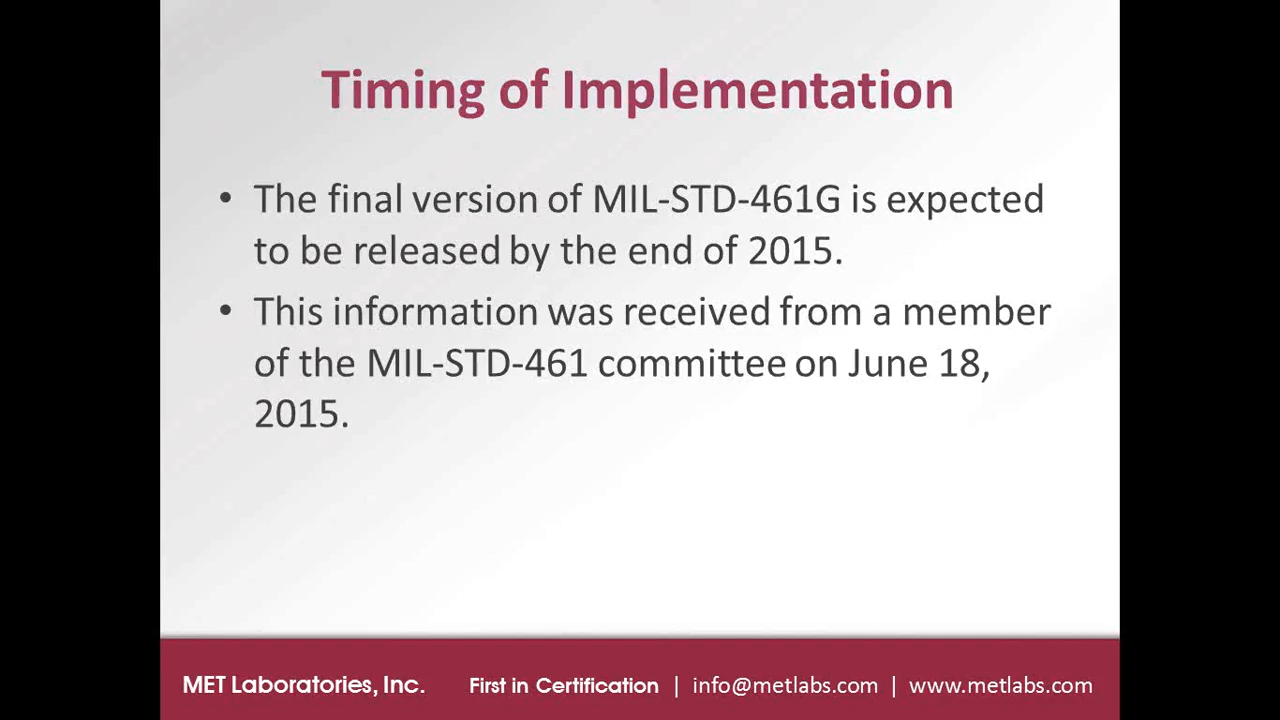 Timing of Implementation
• The final version of MIL-STD-461G is expected
to be released by the end of 2015.
• This information was received from a member
of the MIL-STD-461 committee on June 18,
2015.
MET Laboratories, Inc. First in Certification | info@metlabs.com | www.metlabs.com